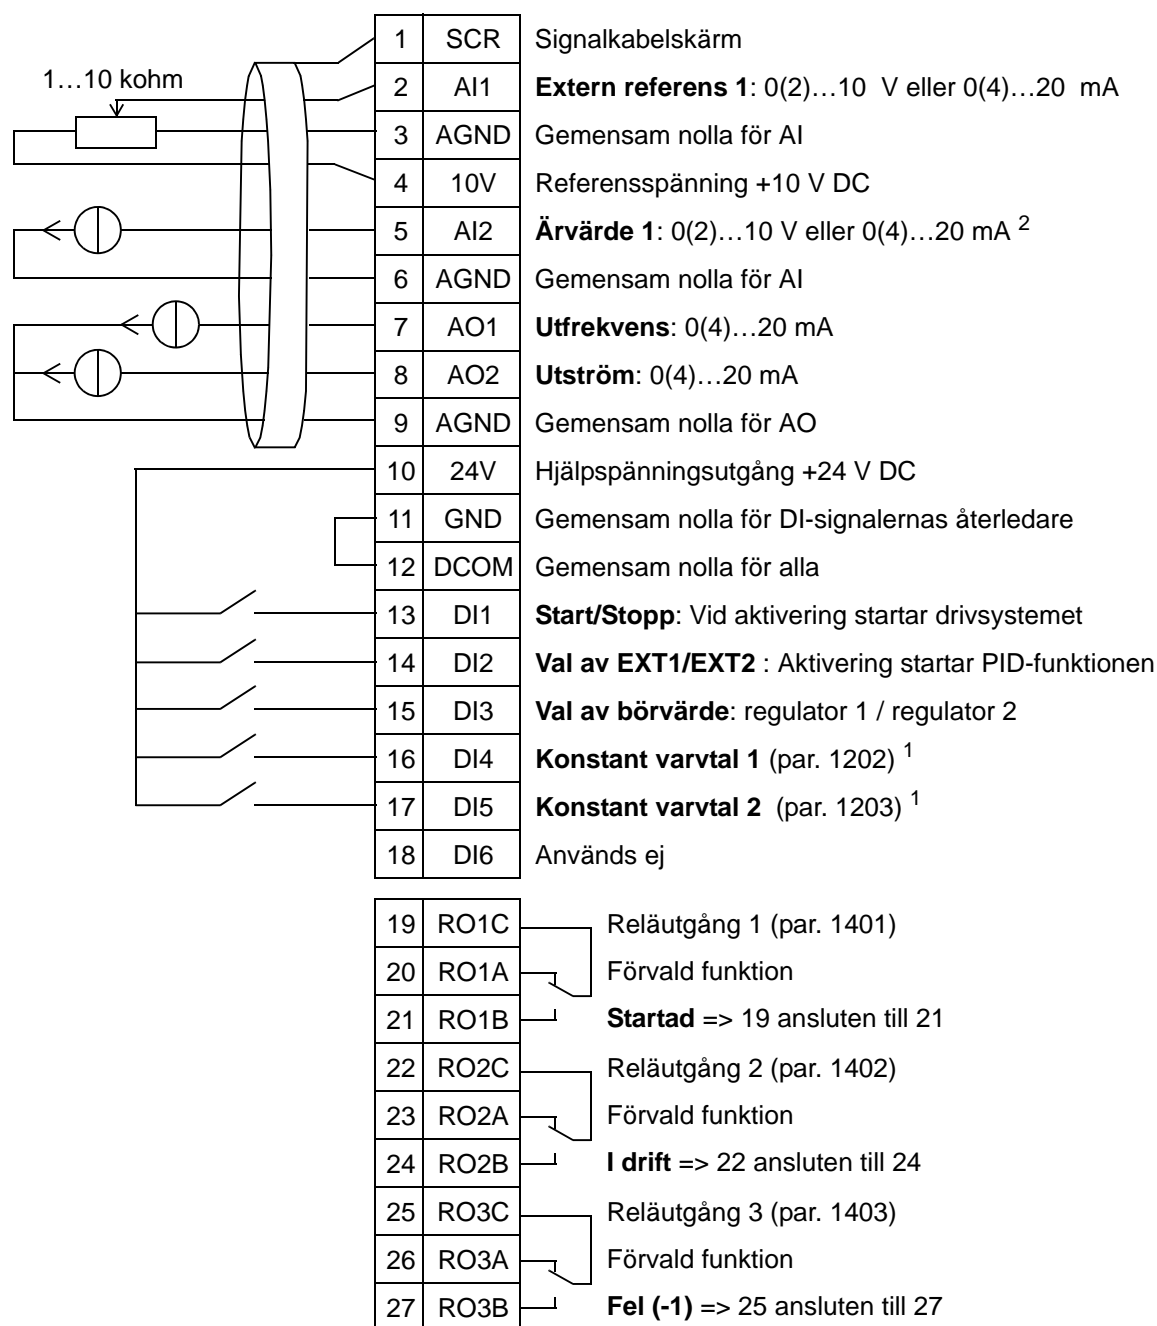 1 SCR Signalkabelskärm
1…10 kohm
2 AI1 Extern referens 1: 0(2)…10 V eller 0(4)…20 mA
3 AGND Gemensam nolla för AI
4 10V Referensspänning +10 V DC
5 AI2 Ärvärde 1: 0(2)…10 V eller 0(4)…20 mA 2
6 AGND Gemensam nolla för AI
7 AO1 Utfrekvens: 0(4)…20 mA
8 AO2 Utström: 0(4)…20 mA
9 AGND Gemensam nolla för AO
10 24V Hjälpspänningsutgång +24 V DC
11 GND Gemensam nolla för DI-signalernas återledare
12 DCOM Gemensam nolla för alla
13 DI1 Start/Stopp: Vid aktivering startar drivsystemet
14 DI2 Val av EXT1/EXT2 : Aktivering startar PID-funktionen
15 DI3 Val av börvärde: regulator 1 / regulator 2
16 DI4 Konstant varvtal 1 (par. 1202) 1
17 DI5 Konstant varvtal 2 (par. 1203) 1
18 DI6 Används ej
19 RO1C Reläutgång 1 (par. 1401)
20 RO1A Förvald funktion
21 RO1B Startad => 19 ansluten till 21
22 RO2C Reläutgång 2 (par. 1402)
23 RO2A Förvald funktion
24 RO2B I drift => 22 ansluten till 24
25 RO3C Reläutgång 3 (par. 1403)
26 RO3A Förvald funktion
27 RO3B Fel (-1) => 25 ansluten till 27